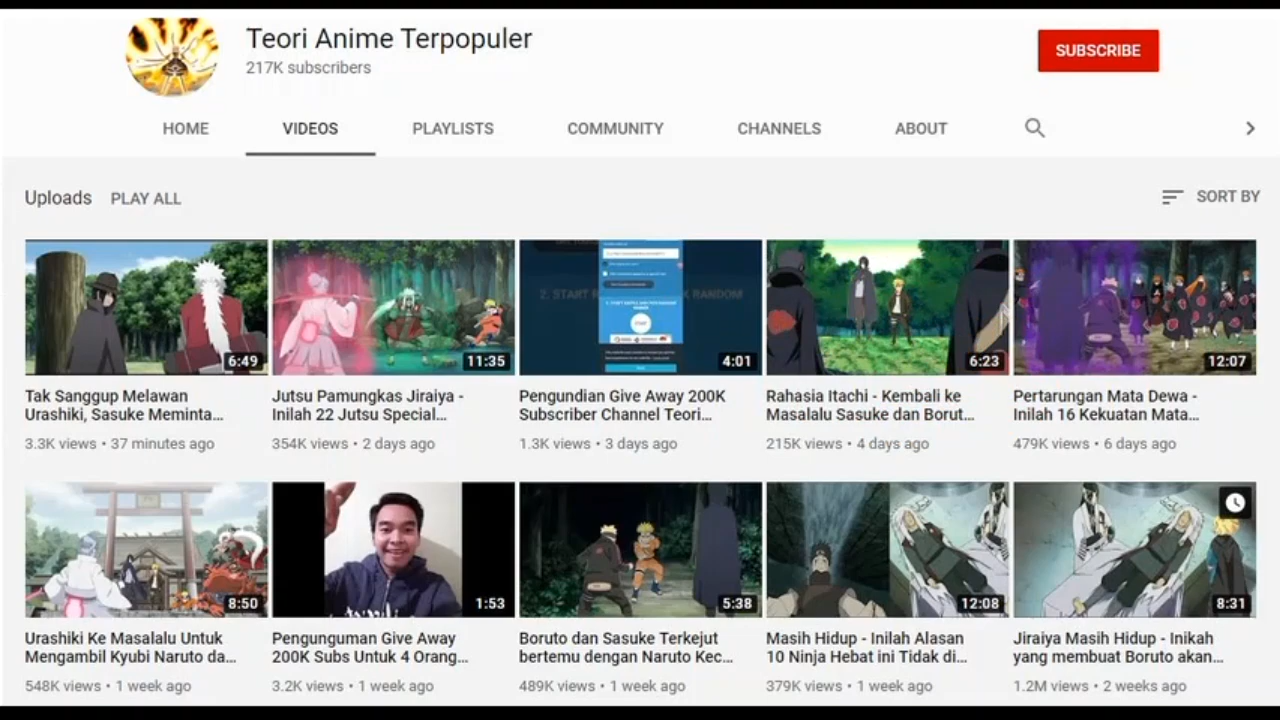 Teori Anime Terpopuler
217K subscribers
SUBSCRIBE
HOME
VIDEOS
PLAYLISTS
COMMUNITY
CHANNELS
ABOUT
Uploads
PLAY ALL
SORT BY
6:49
11:35
4:01
6:23
12:07
Tak Sanggup Melawan
Urashiki, Sasuke Meminta...
3.3K views • 37 minutes ago
Jutsu Pamungkas Jiraiya -
Inilah 22 Jutsu Special...
354K views • 2 days ago
Pengundian Give Away 200K
Subscriber Channel Teori...
1.3K views • 3 days ago
Rahasia Itachi - Kembali ke
Masalalu Sasuke dan Borut...
215K views • 4 days ago
Pertarungan Mata Dewa -
Inilah 16 Kekuatan Mata...
479K views • 6 days ago
8:50
1:53
5:38
12:08
8:31
Urashiki Ke Masalalu Untuk
Mengambil Kyubi Naruto da...
548K views • 1 week ago
Pengunguman Give Away
200K Subs Untuk 4 Orang...
3.2K views • 1 week ago
Boruto dan Sasuke Terkejut
bertemu dengan Naruto Kec...
489K views • 1 week ago
Masih Hidup - Inilah Alasan
10 Ninja Hebat ini Tidak di...
379K views • 1 week ago
Jiraiya Masih Hidup - Inikah
yang membuat Boruto akan...
1.2M views • 2 weeks ago